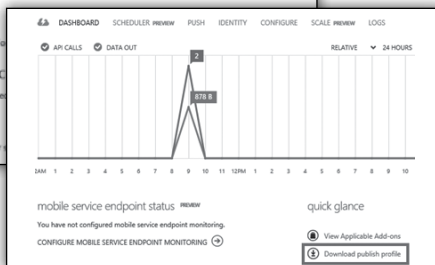 DASHBOARD SCHEDULER PREVIEW PUSH IDENTITY CONFIGURE SCALE PREVIEW LOGS
API CALLS DATA OUT RELATIVE 24 HOURS
2
878 B
2AM 1 2 3 4 5 6 7 8 9 10 11 12PM 1 2 3 4 5 6 7 8 9 10
mobile service endpoint status PREVIEW
You have not configured mobile service endpoint monitoring.
CONFIGURE MOBILE SERVICE ENDPOINT MONITORING
quick glance
View Applicable Add-ons
Download publish profile